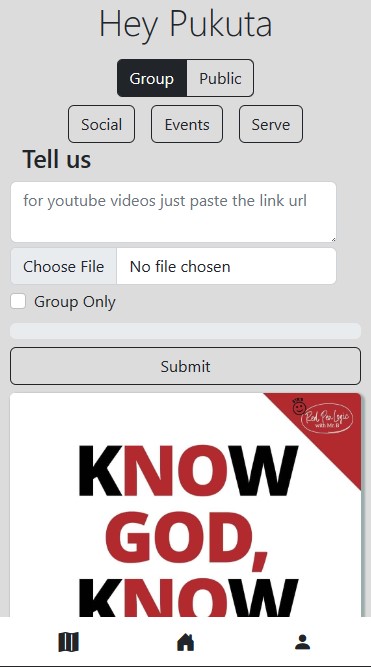 Hey Pukuta
Group Public
Social Events Serve
Tell us
for youtube videos just paste the link url
Choose File No file chosen
Group Only
Submit
Red Pen Logic
with Mr. B
KNOW
GOD,
KNOW